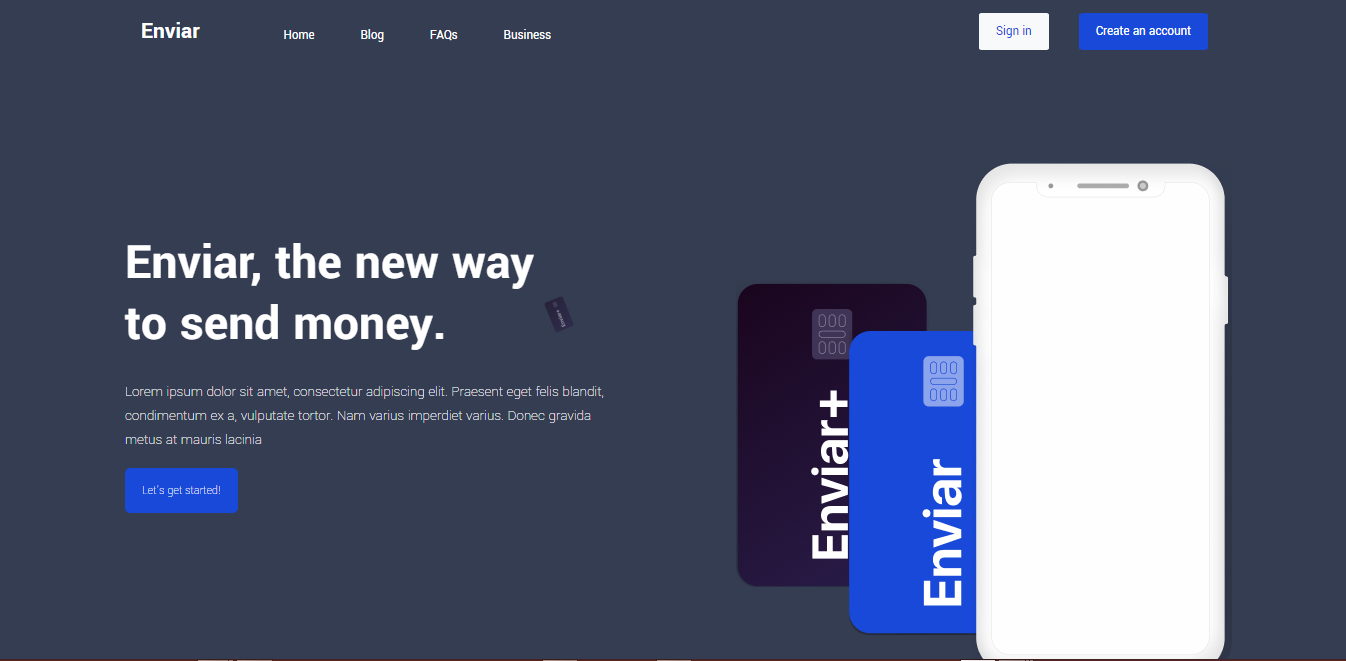 Enviar
Home
Blog
FAQs
Business
Sign in
Create an account
Enviar, the new way
to send money.
Enviar+
Lorem ipsum dolor sit amet, consectetur adipiscing elit. Praesent eget felis blandit,
condimentum ex a, vulputate tortor. Nam varius imperdiet varius. Donec gravida
metus at mauris lacinia
Let's get started!
Enviar+
Enviar